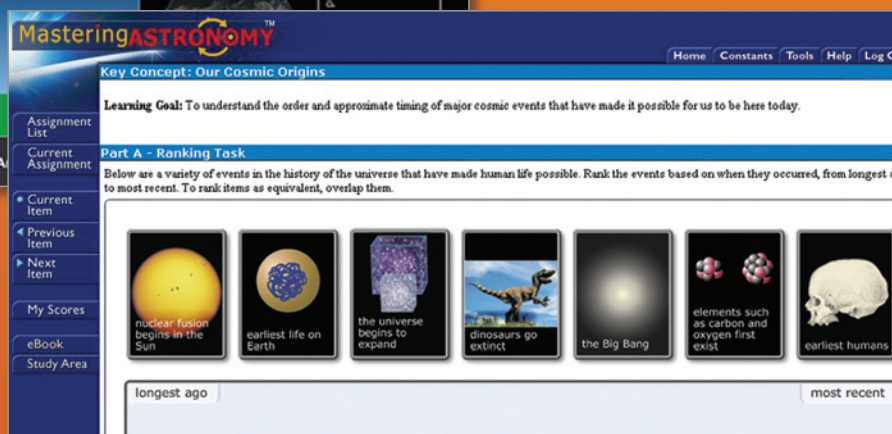 &
MasteringASTRONOMY™
Home Constants Tools Help Log
Key Concept: Our Cosmic Origins
Learning Goal: To understand the order and approximate timing of major cosmic events that have made it possible for us to be here today.
Assignment
List
Current
Assignment
Part A - Ranking Task
Below are a variety of events in the history of the universe that have made human life possible. Rank the events based on when they occurred, from longest
to most recent. To rank items as equivalent, overlap them.
Current
Item
Previous
Item
Next
Item
My Scores
eBook
Study Area
nuclear fusion
begins in the
Sun
earliest life on
Earth
the universe
begins to
expand
dinosaurs go
extinct
the Big Bang
elements such
as carbon and
oxygen first
exist
earliest humans
longest ago
most recent